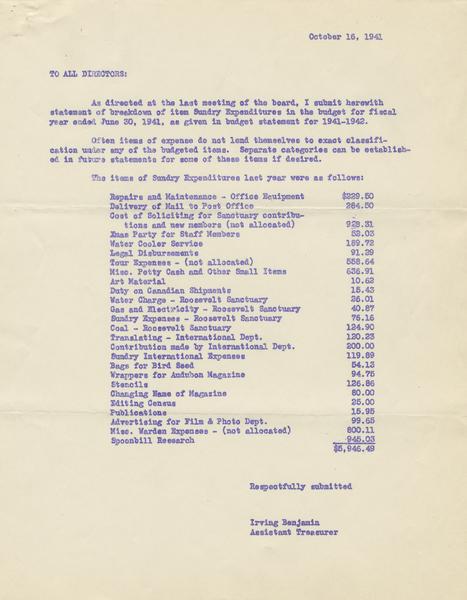 October 16, 1941
TO ALL DIRECTORS:
As directed at the last meeting of the board, I submit herewith
statement of breakdown of item Sundry Expenditures in the budget for fiscal
year ended June 30, 1941, as given in budget statement for 1941-1942.
Often items of expense do not lend themselves to exact classifi-
cation under any of the budgeted items. Separate categories can be establish-
ed in future statements for some of these items if desired.
The items of Sundry Expenditures last year were as follows:
Repairs and Maintenance - Office Equipment $229.50
Delivery of Mail to Post Office 264.50
Cost of Soliciting for Sanctuary contribu-
tions and new members (not allocated) 928.31
Xmas Party for Staff Members 52.03
Water Cooler Service 189.72
Legal Disbursements 91.29
Tour Expenses - (not allocated) 558.64
Misc. Petty Cash and Other Small Items 636.91
Art Material 10.62
Duty on Canadian Shipments 15.43
Water Charge - Roosevelt Sanctuary 26.01
Gas and Electricity - Roosevelt Sanctuary 40.87
Sundry Expenses - Roosevelt Sanctuary 76.16
Coal - Roosevelt Sanctuary 124.90
Translating - International Dept. 120.23
Contribution made by International Dept. 200.00
Sundry International Expenses 119.89
Bags for Bird Seed 54.13
Wrappers for Audubon Magazine 94.75
Stencils 126.86
Changing Name of Magazine 80.00
Editing Census 25.00
Publications 15.95
Advertising for Film & Photo Dept. 99.65
Misc. Warden Expenses - (not allocated) 800.11
Spoonbill Research 945.03
$5,946.49
Respectfully submitted
Irving Benjamin
Assistant Treasurer